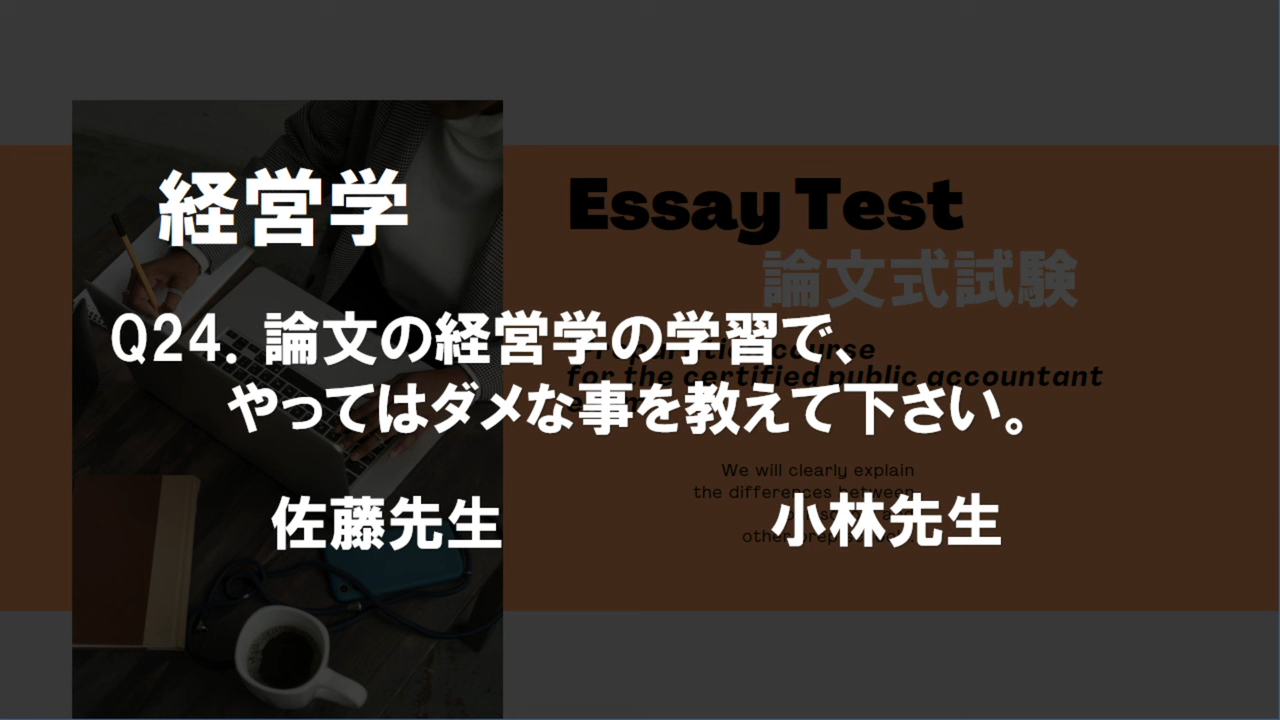 経営学
Essay Test
論文式試験
Q24. 論文の経営学の学習で、
course
for the certified public accountant
やってはダメな事を教えて下さい。
We will clearly explain
the differences between
佐藤先生
小林先生
other